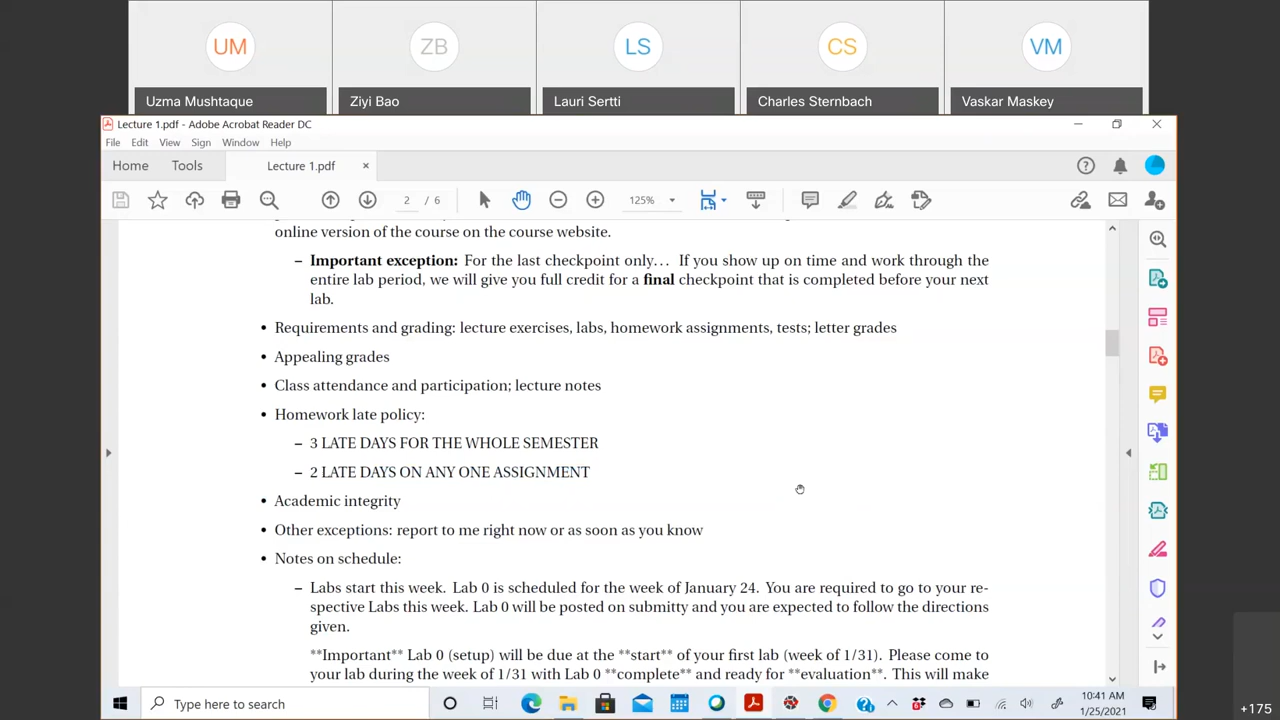 UM
ZB
LS
CS
VM
Uzma Mushtaque
Ziyi Bao
Lauri Sertti
Charles Sternbach
Vaskar Maskey
Lecture 1.pdf - Adobe Acrobat Reader DC
File Edit View Sign Window Help
Home Tools Lecture 1.pdf ×
2 / 6 125%
online version of the course on the course website.
– Important exception: For the last checkpoint only… If you show up on time and work through the
entire lab period, we will give you full credit for a final checkpoint that is completed before your next
lab.
• Requirements and grading: lecture exercises, labs, homework assignments, tests; letter grades
• Appealing grades
• Class attendance and participation; lecture notes
• Homework late policy:
– 3 LATE DAYS FOR THE WHOLE SEMESTER
– 2 LATE DAYS ON ANY ONE ASSIGNMENT
• Academic integrity
• Other exceptions: report to me right now or as soon as you know
• Notes on schedule:
– Labs start this week. Lab 0 is scheduled for the week of January 24. You are required to go to your re-
spective Labs this week. Lab 0 will be posted on submitty and you are expected to follow the directions
given.
**Important** Lab 0 (setup) will be due at the **start** of your first lab (week of 1/31). Please come to
your lab during the week of 1/31 with Lab 0 **complete** and ready for **evaluation**. This will make
Type here to search
10:41 AM
1/25/2021
+175